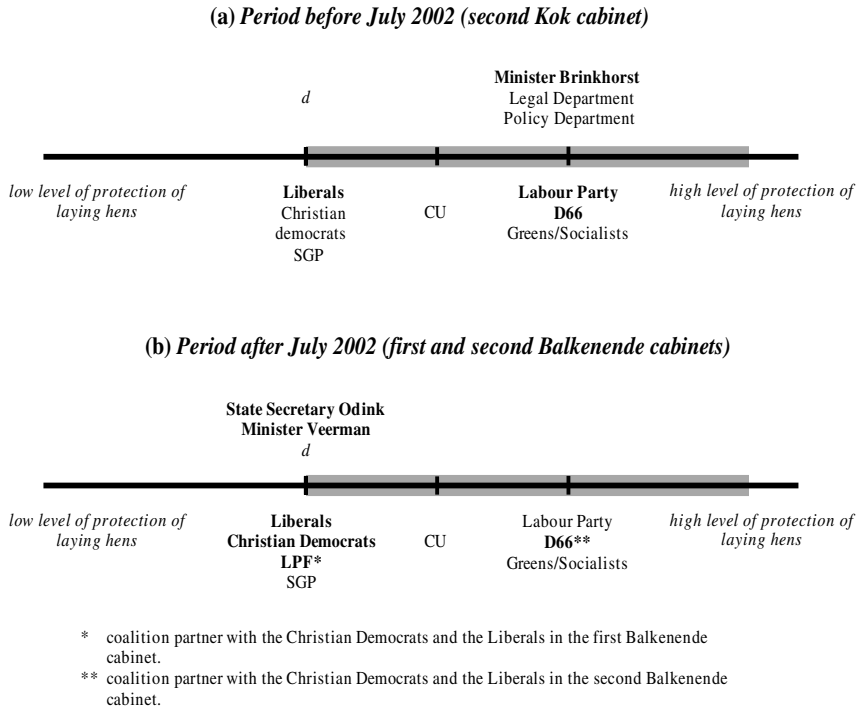 (a) Period before July 2002 (second Kok cabinet)
Minister Brinkhorst
d
Legal Department
Policy Department
low level of protection of
laying hens
Liberals
Christian
democrats
SGP
CU
Labour Party
D66
Greens/Socialists
high level of protection of
laying hens
(b) Period after July 2002 (first and second Balkenende cabinets)
State Secretary Odink
Minister Veerman
d
low level of protection of
laying hens
Liberals
Christian Democrats
LPF*
SGP
CU
Labour Party
D66**
Greens/Socialists
high level of protection of
laying hens
* coalition partner with the Christian Democrats and the Liberals in the first Balkenende
cabinet.
** coalition partner with the Christian Democrats and the Liberals in the second Balkenende
cabinet.